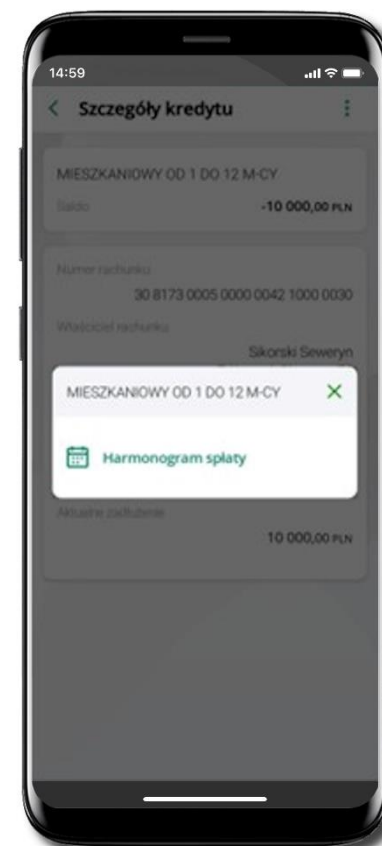 14:59
Szczegóły kredytu
MIESZKANIOWY OD 1 DO 12 M-CY
Saldo -10 000,00 PLN
Numer rachunku
30 8173 0005 0000 0042 1000 0030
Właściciel rachunku
Sikorski Seweryn
MIESZKANIOWY OD 1 DO 12 M-CY
Harmonogram spłaty
Aktualne zadłużenie
10 000,00 PLN